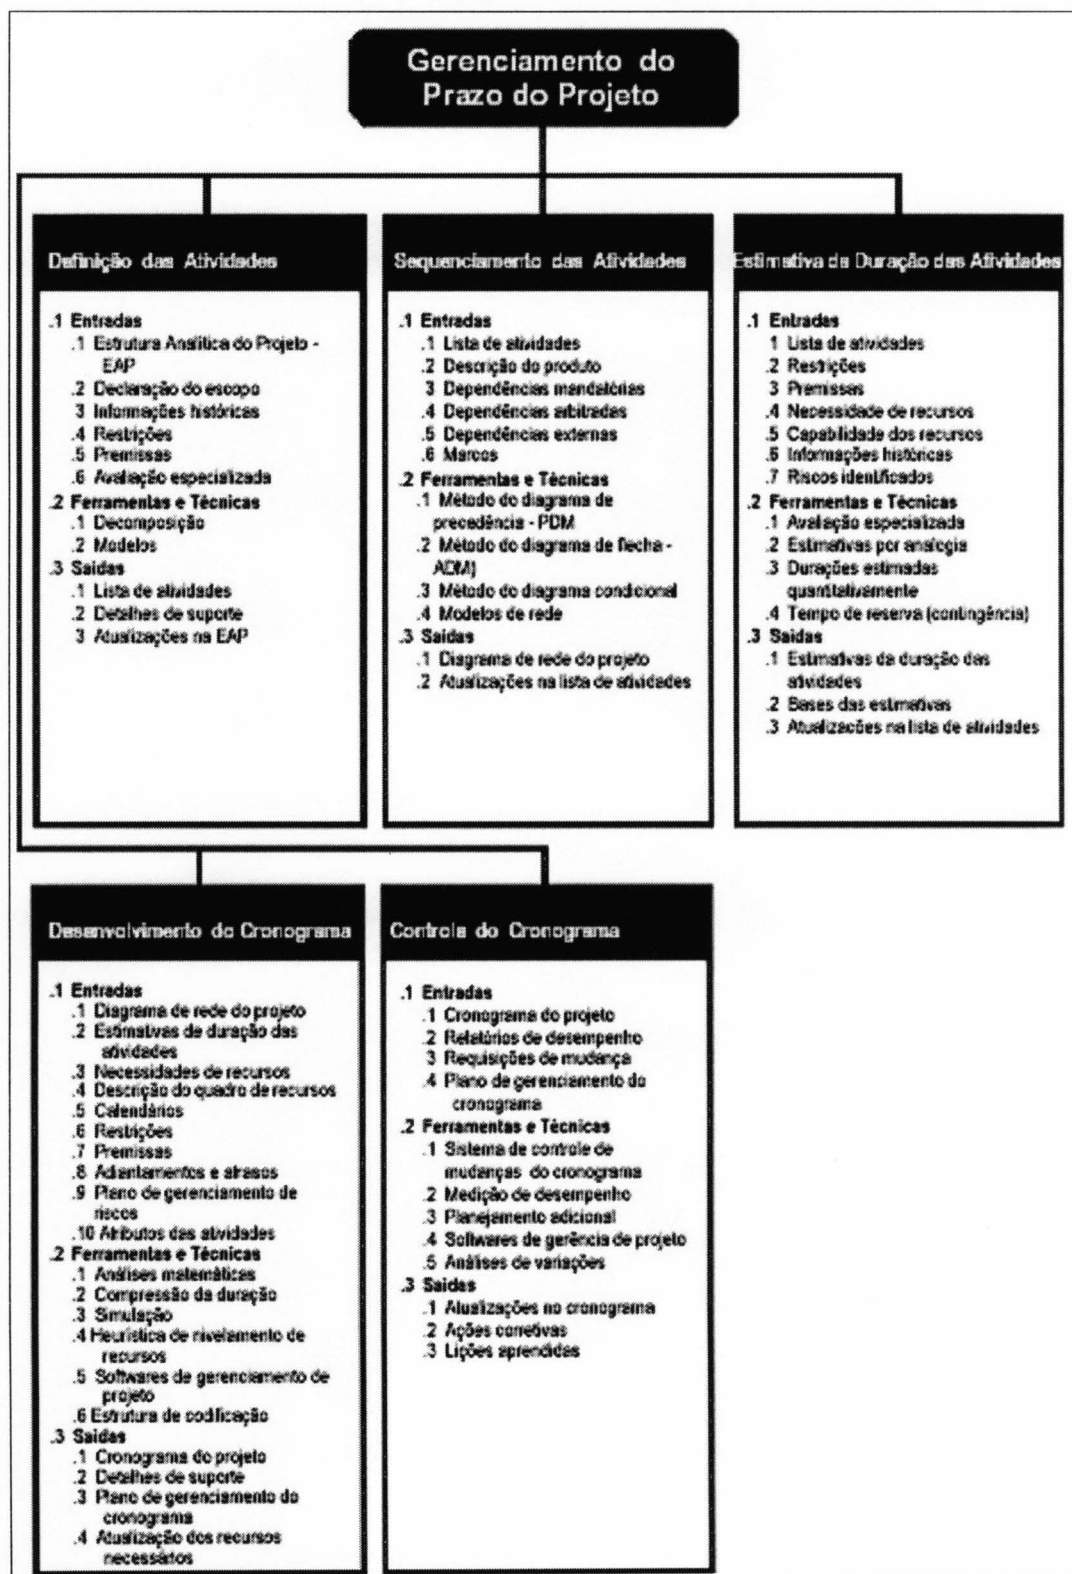 Gerenciamento do
Prazo do Projeto
Definição das Atividades
.1 Entradas
.1 Estrutura Analítica do Projeto -
EAP
.2 Declaração do escopo
3 Informações históricas
.4 Restrições
.5 Premissas
.6 Avaliação especializada
.2 Ferramentas e Técnicas
.1 Decomposição
.2 Modelos
.3 Saídas
.1 Lista de atividades
.2 Detalhes de suporte
3 Atualizações na EAP
Sequenciamento das Atividades
.1 Entradas
.1 Lista de atividades
.2 Descrição do produto
3 Dependências mandatórias
.4 Dependências arbitradas
.5 Dependências externas
.6 Marcos
.2 Ferramentas e Técnicas
.1 Método do diagrama de
precedência - PDM
.2 Método do diagrama de flecha -
ADM)
.3 Método do diagrama condicional
.4 Modelos de rede
.3 Saídas
.1 Diagrama de rede do projeto
.2 Atualizações na lista de atividades
Estimativa da Duração das Atividades
.1 Entradas
1 Lista de atividades
.2 Restrições
3 Premissas
.4 Necessidade de recursos
.5 Capabilidade dos recursos
.6 Informações históricas
.7 Riscos identificados
.2 Ferramentas e Técnicas
.1 Avaliação especializada
.2 Estimativas por analogia
.3 Durações estimadas
quantitativamente
.4 Tempo de reserva (contingência)
.3 Saídas
.1 Estimativas da duração das
atividades
.2 Bases das estimativas
.3 Atualizações na lista de atividades
Desenvolvimento do Cronograma
.1 Entradas
.1 Diagrama de rede do projeto
.2 Estimativas de duração das
atividades
.3 Necessidades de recursos
.4 Descrição do quadro de recursos
.5 Calendários
.6 Restrições
.7 Premissas
.8 Adiantamentos e atrasos
.9 Plano de gerenciamento de
riscos
.10 Atributos das atividades
.2 Ferramentas e Técnicas
.1 Análises matemáticas
.2 Compressão da duração
.3 Simulação
.4 Heurística de nivelamento de
recursos
.5 Softwares de gerenciamento de
projeto
.6 Estrutura de codificação
.3 Saídas
.1 Cronograma do projeto
.2 Detalhes de suporte
.3 Plano de gerenciamento do
cronograma
.4 Atualização dos recursos
necessários
Controle do Cronograma
.1 Entradas
.1 Cronograma do projeto
.2 Relatórios de desempenho
3 Requisições de mudança
.4 Plano de gerenciamento do
cronograma
.2 Ferramentas e Técnicas
.1 Sistema de controle de
mudanças do cronograma
.2 Medição de desempenho
.3 Planejamento adicional
.4 Softwares de gerência de projeto
.5 Análises de variações
.3 Saídas
.1 Atualizações no cronograma
.2 Ações corretivas
.3 Lições aprendidas